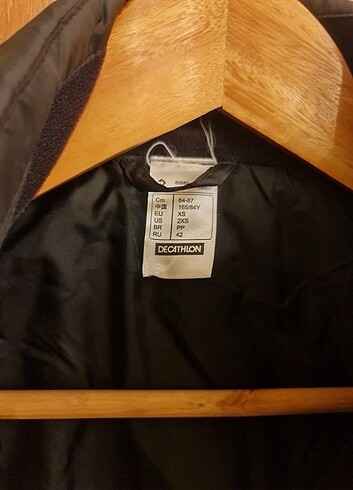 Cm 84-87
中国 165/84Y
EU XS
US 2XS
BR PP
RU 42
DECATHLON